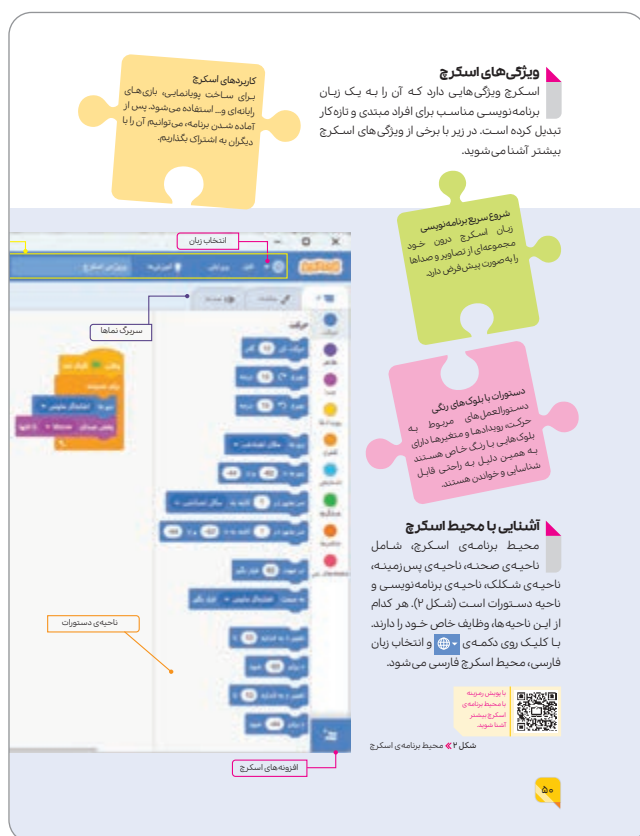 ویژگی‌های اسکرچ
اسکرچ ویژگی‌هایی دارد که آن را به یک زبان
برنامه‌نویسی مناسب برای افراد مبتدی و تازه‌کار
تبدیل کرده است. در زیر با برخی از ویژگی‌های اسکرچ
بیشتر آشنا می‌شوید.
کاربردهای اسکرچ
برای ساخت پویانمایی، بازی‌های
رایانه‌ای و... استفاده می‌شود. پس از
آماده شدن برنامه، می‌توانیم آن را با
دیگران به اشتراک بگذاریم.
شروع سریع برنامه‌نویسی
زبان اسکرچ درون خود
مجموعه‌ای از تصاویر و صداها
را به‌صورت پیش‌فرض دارد.
دستورات با بلوک‌های رنگی
دستورالعمل‌های مربوط به
حرکت، رویدادها و متغیرها دارای
بلوک‌هایی با رنگ خاص هستند
به همین دلیل به راحتی قابل
شناسایی و خواندن هستند.
آشنایی با محیط اسکرچ
محیط برنامه‌ی اسکرچ، شامل
ناحیه‌ی صحنه، ناحیه‌ی پس‌زمینه،
ناحیه‌ی شکلک، ناحیه‌ی برنامه‌نویسی و
ناحیه دستورات است (شکل ۲). هر کدام
از این ناحیه‌ها، وظایف خاص خود را دارند.
با کلیک روی دکمه‌ی و انتخاب زبان
فارسی، محیط اسکرچ فارسی می‌شود.
با پویش رمزینه
با محیط برنامه‌ی
اسکرچ بیشتر
آشنا شوید.
شکل ۲ » محیط برنامه‌ی اسکرچ
انتخاب زبان
سربرگ نماها
حرکت
ناحیه‌ی دستورات
افزونه‌های اسکرچ
۵۰